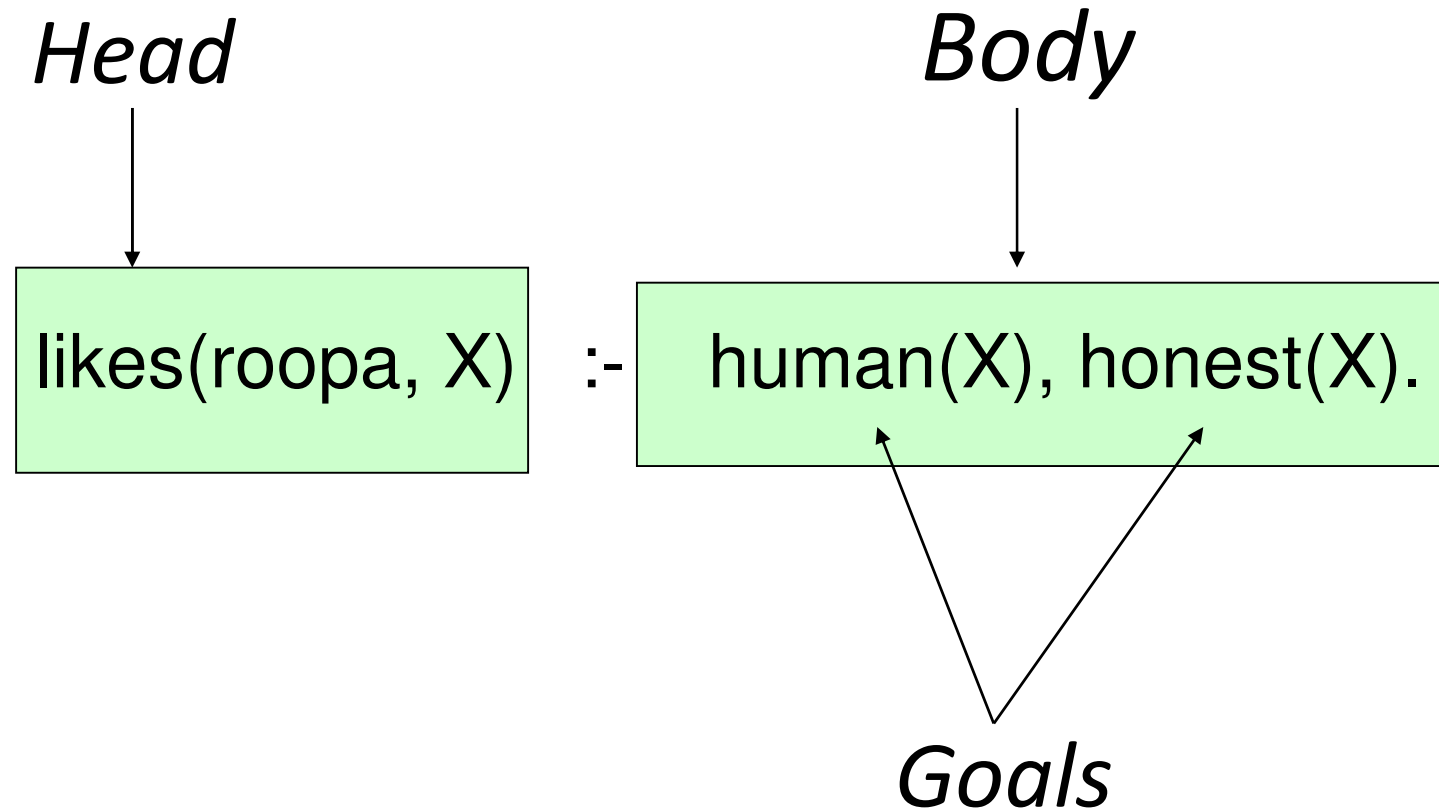 Head Body
likes(roopa, X) :- human(X), honest(X).
Goals